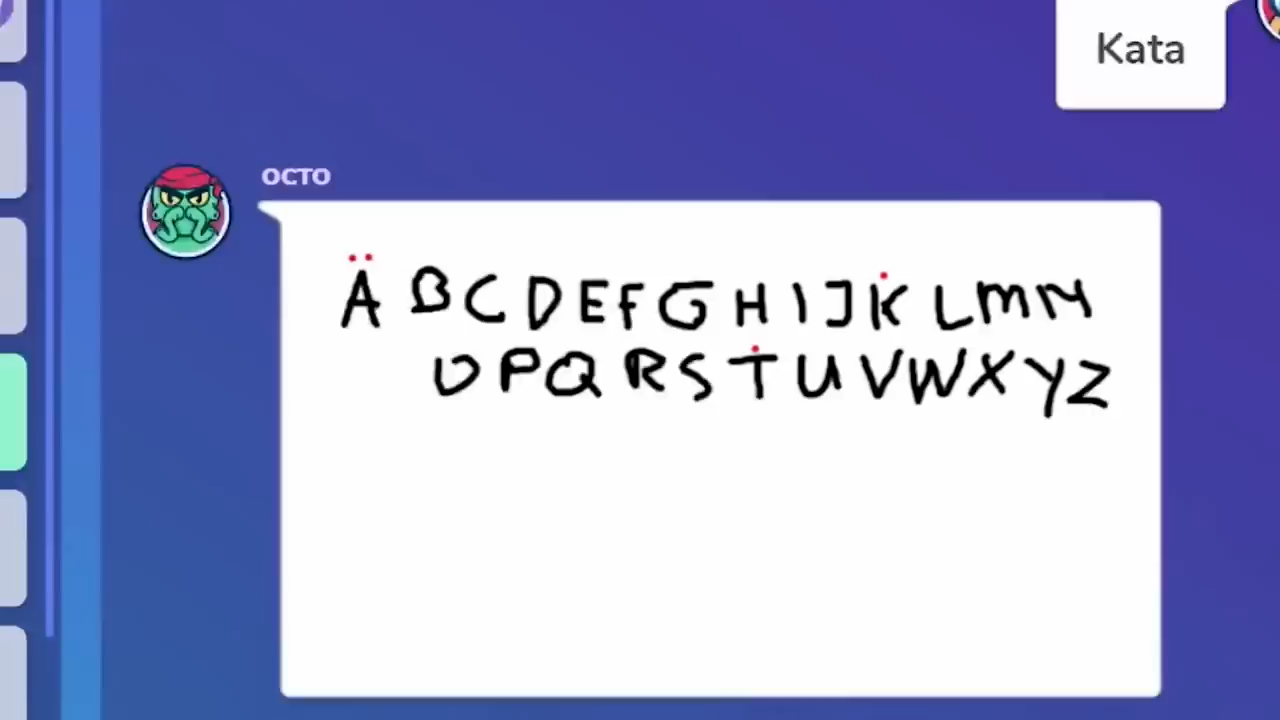 Kata
OCTO
Ä B C D E F G H I J K̇ L M N
O P Q R S Ṫ U V W X Y Z